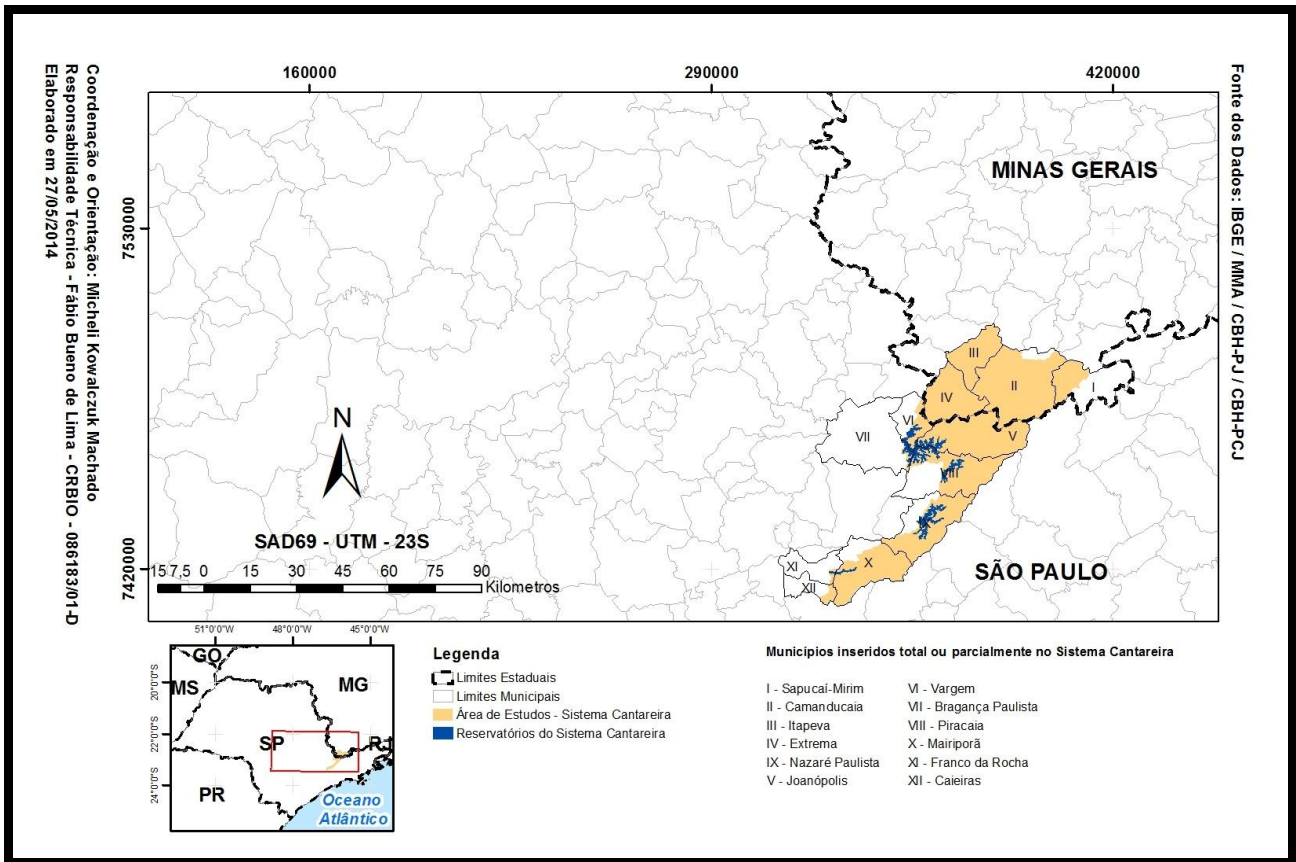 160000
290000
420000
Coordenação e Orientação: Micheli Kowalczuk Machado
Responsabilidade Técnica - Fábio Bueno de Lima - CRBIO - 086183/01-D
Elaborado em 27/05/2014
Fonte dos Dados: IBGE / MMA / CBH-PJ / CBH-PCJ
7530000
7420000
MINAS GERAIS
SÃO PAULO
III
II
I
IV
VI
VII
V
VIII
X
XI
XII
N
SAD69 - UTM - 23S
157.5 0 15 30 45 60 75 90
Kilometros
51°0'0"W 48°0'0"W 45°0'0"W
20°0'0"S
22°0'0"S
24°0'0"S
GO
MS
MG
SP
RJ
PR
Oceano
Atlântico
Legenda
Limites Estaduais
Limites Municipais
Área de Estudos - Sistema Cantareira
Reservatórios do Sistema Cantareira
Municípios inseridos total ou parcialmente no Sistema Cantareira
I - Sapucaí-Mirim
II - Camanducaia
III - Itapeva
IV - Extrema
IX - Nazaré Paulista
V - Joanópolis
VI - Vargem
VII - Bragança Paulista
VIII - Piracaia
X - Mairiporã
XI - Franco da Rocha
XII - Caieiras